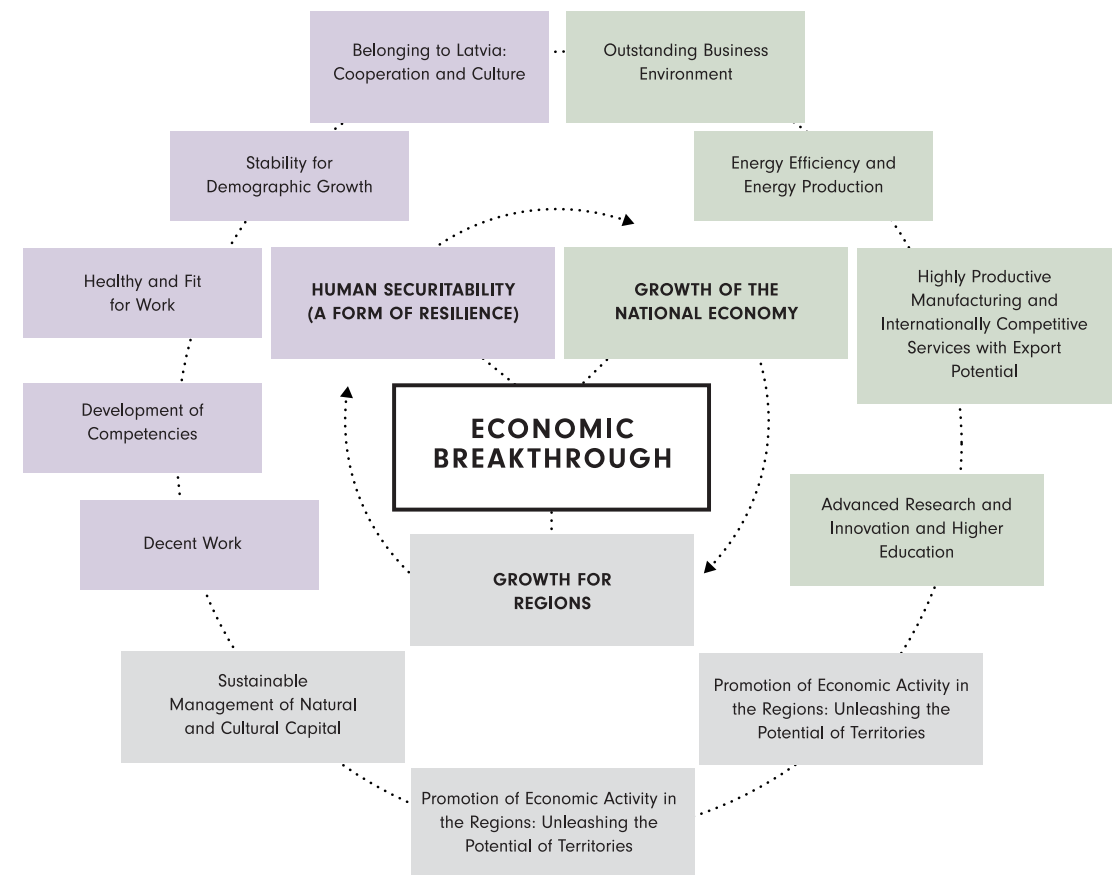 Belonging to Latvia:
Cooperation and Culture
Outstanding Business
Environment
Stability for
Demographic Growth
Energy Efficiency and
Energy Production
Healthy and Fit
for Work
HUMAN SECURITABILITY
(A FORM OF RESILIENCE)
GROWTH OF THE
NATIONAL ECONOMY
Highly Productive
Manufacturing and
Internationally Competitive
Services with Export
Potential
Development of
Competencies
ECONOMIC
BREAKTHROUGH
Decent Work
Advanced Research and
Innovation and Higher
Education
GROWTH FOR
REGIONS
Sustainable
Management of Natural
and Cultural Capital
Promotion of Economic Activity in
the Regions: Unleashing the
Potential of Territories
Promotion of Economic Activity in
the Regions: Unleashing the
Potential of Territories